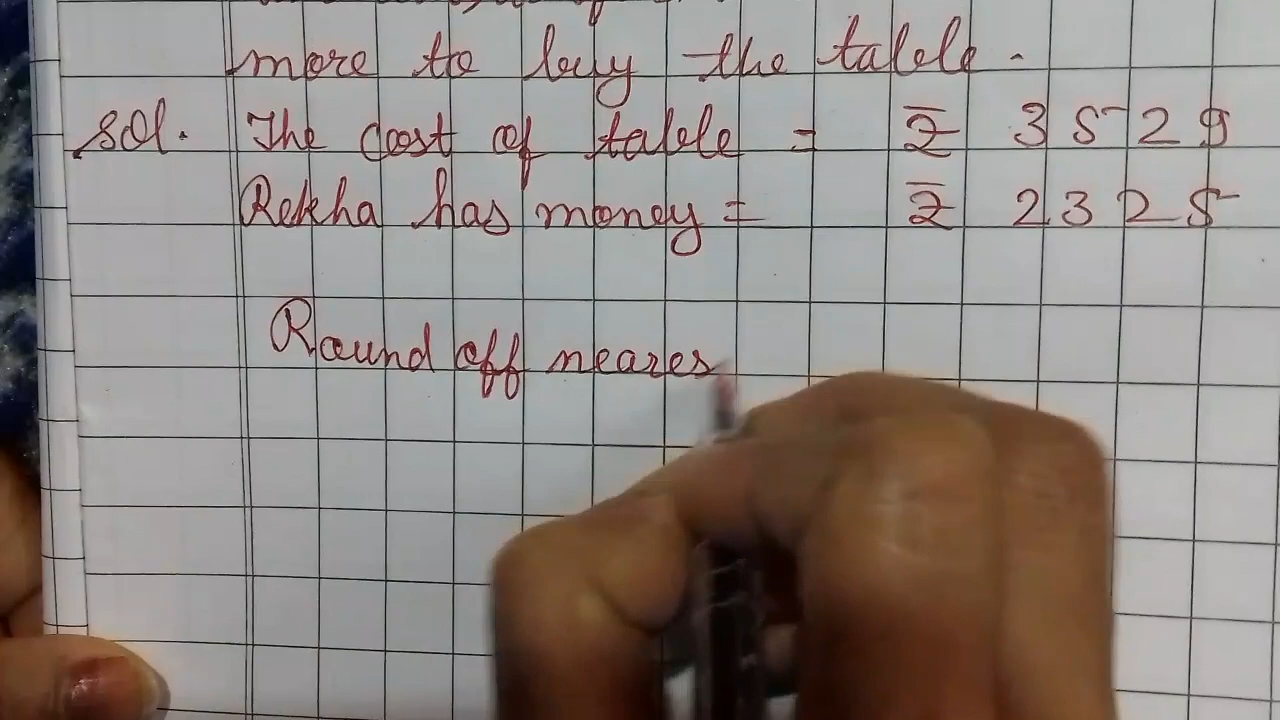 more to buy the table.
Sol. The cost of table = ₹ 3529
Rekha has money = ₹ 2325
Round off neares